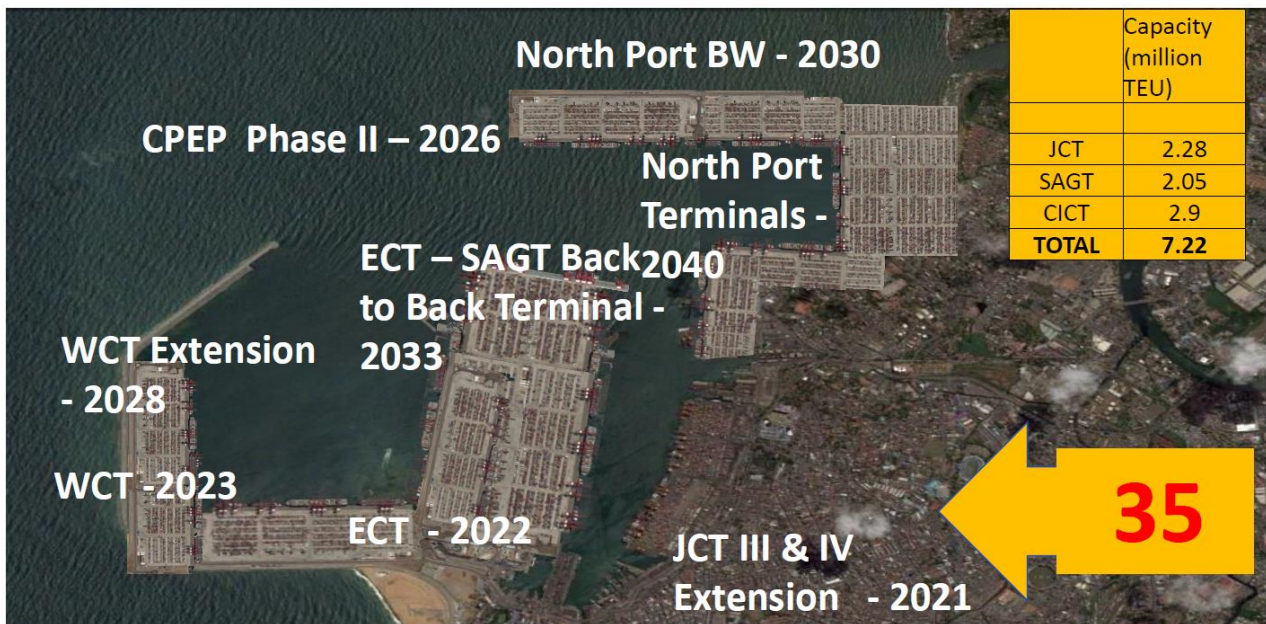 North Port BW - 2030
CPEP  Phase II – 2026
North Port
Terminals -
2040
ECT – SAGT Back
to Back Terminal -
2033
WCT Extension
- 2028
WCT -2023
ECT  - 2022
JCT III & IV
Extension   - 2021
35
Capacity
(million
TEU)
JCT 2.28
SAGT 2.05
CICT 2.9
TOTAL 7.22